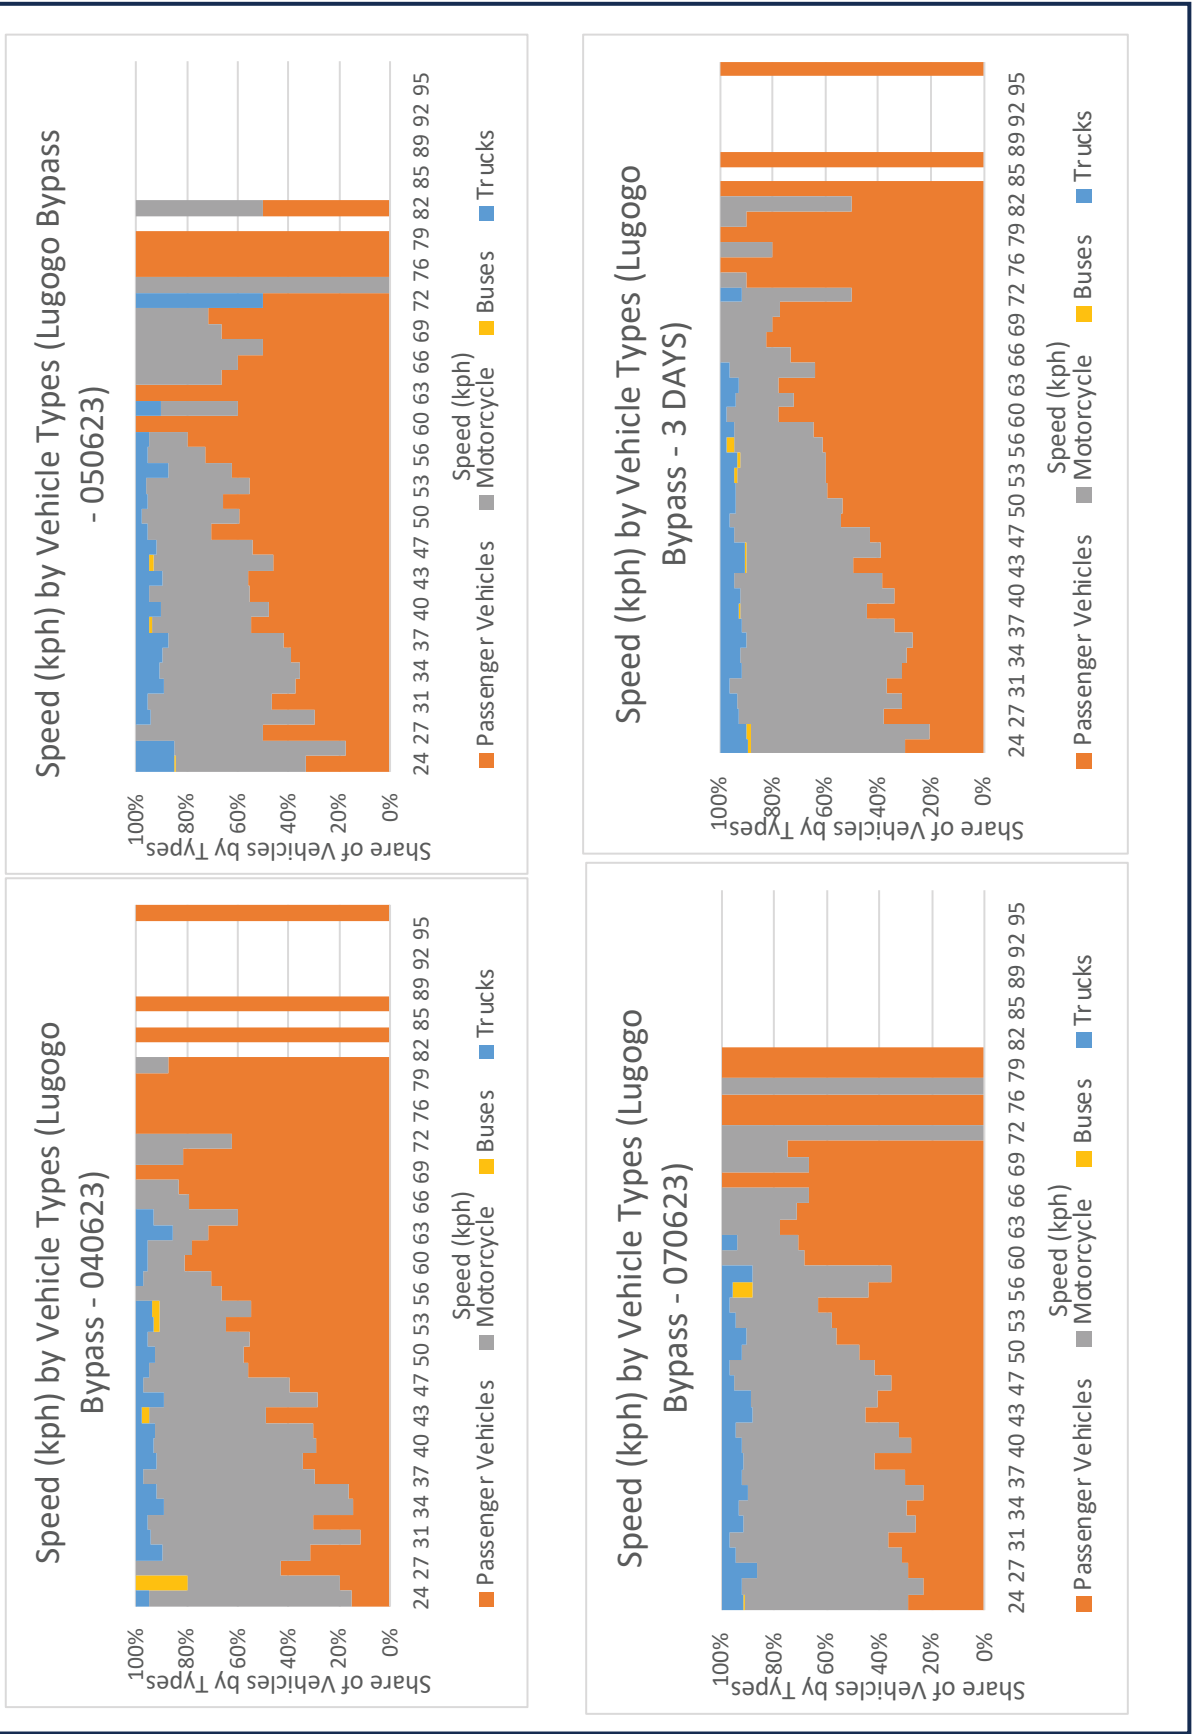 Speed (kph) by Vehicle Types (Lugogo
Bypass - 040623)
Share of Vehicles by Types
100%
80%
60%
40%
20%
0%
24 27 31 34 37 40 43 47 50 53 56 60 63 66 69 72 76 79 82 85 89 92 95
Speed (kph)
Passenger Vehicles Motorcycle Buses Trucks
Speed (kph) by Vehicle Types (Lugogo Bypass
- 050623)
Share of Vehicles by Types
100%
80%
60%
40%
20%
0%
24 27 31 34 37 40 43 47 50 53 56 60 63 66 69 72 76 79 82 85 89 92 95
Speed (kph)
Passenger Vehicles Motorcycle Buses Trucks
Speed (kph) by Vehicle Types (Lugogo
Bypass - 070623)
Share of Vehicles by Types
100%
80%
60%
40%
20%
0%
24 27 31 34 37 40 43 47 50 53 56 60 63 66 69 72 76 79 82 85 89 92 95
Speed (kph)
Passenger Vehicles Motorcycle Buses Trucks
Speed (kph) by Vehicle Types (Lugogo
Bypass - 3 DAYS)
Share of Vehicles by Types
100%
80%
60%
40%
20%
0%
24 27 31 34 37 40 43 47 50 53 56 60 63 66 69 72 76 79 82 85 89 92 95
Speed (kph)
Passenger Vehicles Motorcycle Buses Trucks